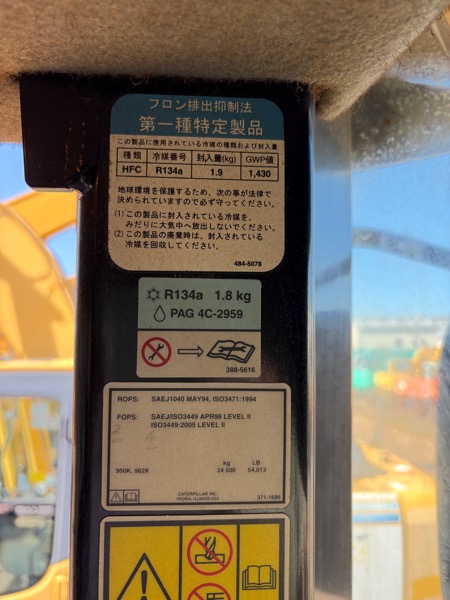 フロン排出抑制法
第一種特定製品
この製品に使用されている冷媒の種類および封入量
種類 冷媒番号 封入量(kg) GWP値
HFC R134a 1.9 1,430
地球環境を保護するため、次の事が法律で
決められていますので必ず守ってください。
(1) この製品に封入されている冷媒を、
みだりに大気中へ放出しないでください。
(2) この製品の廃棄時は、封入されている
冷媒を回収してください。
484-5078
R134a 1.8 kg
PAG 4C-2959
388-5616
ROPS: SAEJ1040 MAY94, ISO3471:1994
FOPS: SAEJ/ISO3449 APR98 LEVEL II
ISO3449:2005 LEVEL II
kg LB
950K, 962K 24 500 54,013
CATERPILLAR INC.
PEORIA, ILLINOIS USA
371-1686